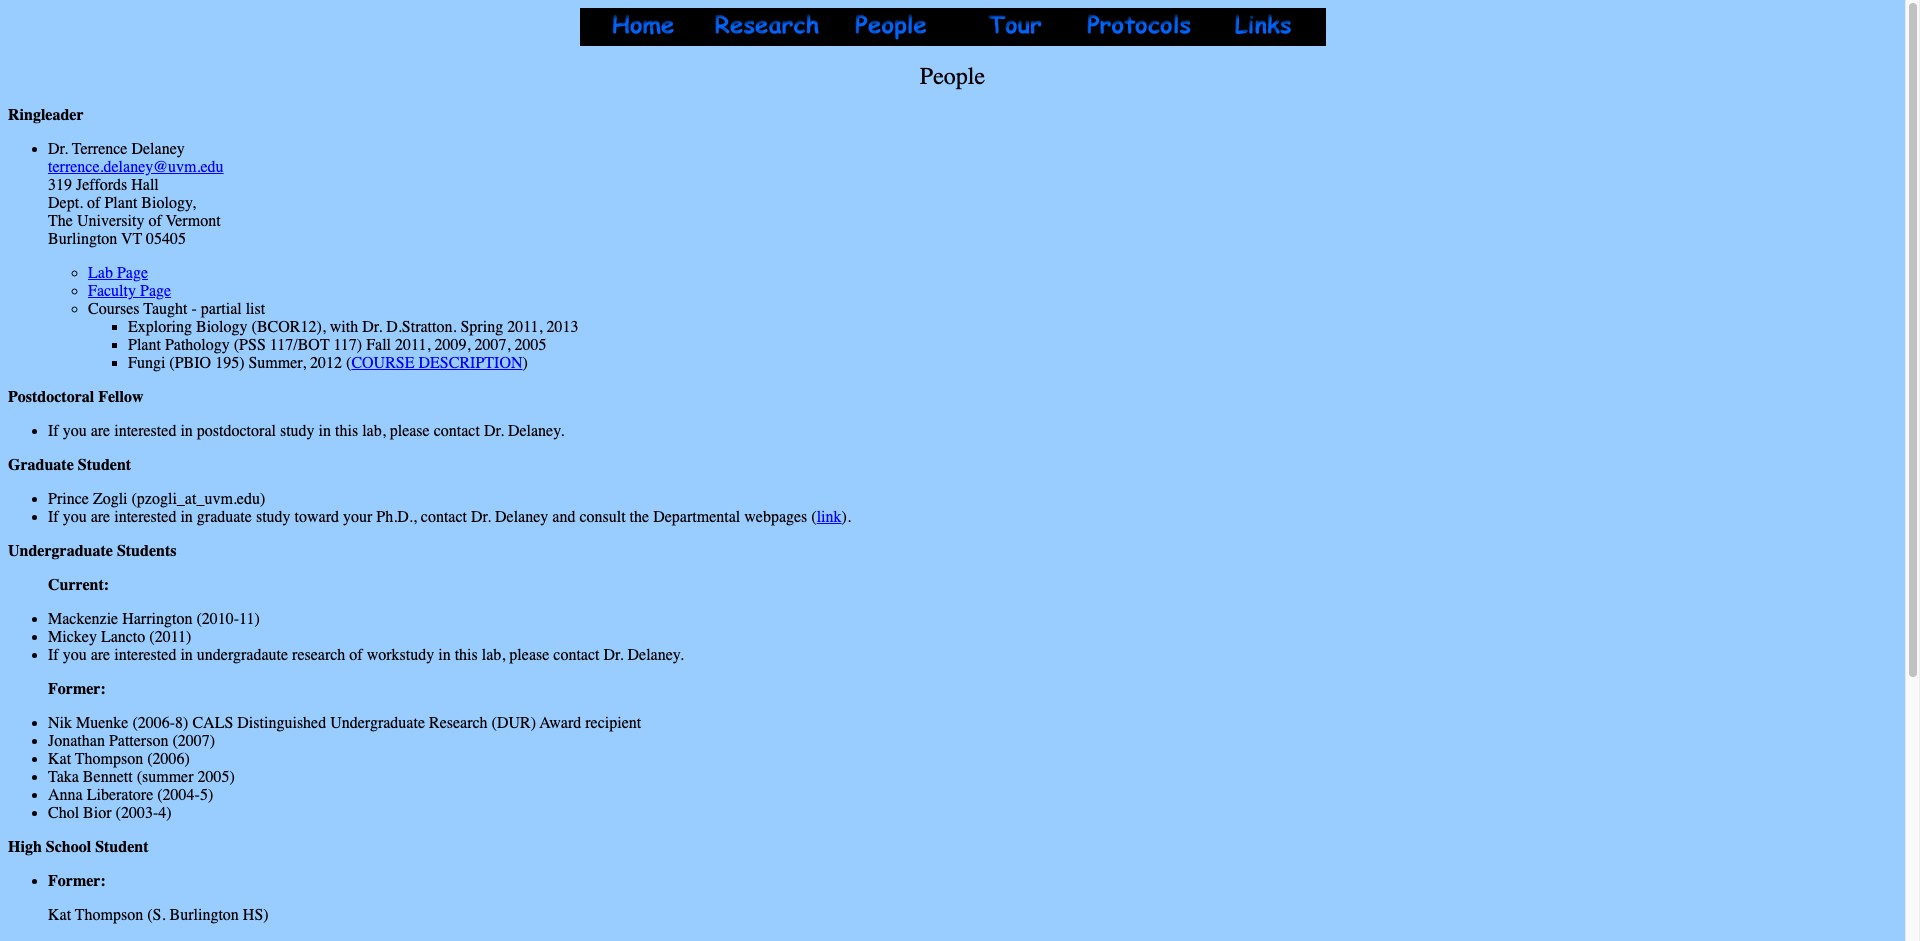 Home Research People Tour Protocols Links
People
Ringleader
Dr. Terrence Delaney
terrence.delaney@uvm.edu
319 Jeffords Hall
Dept. of Plant Biology,
The University of Vermont
Burlington VT 05405
Lab Page
Faculty Page
Courses Taught - partial list
Exploring Biology (BCOR12), with Dr. D.Stratton. Spring 2011, 2013
Plant Pathology (PSS 117/BOT 117) Fall 2011, 2009, 2007, 2005
Fungi (PBIO 195) Summer, 2012 (COURSE DESCRIPTION)
Postdoctoral Fellow
If you are interested in postdoctoral study in this lab, please contact Dr. Delaney.
Graduate Student
Prince Zogli (pzogli_at_uvm.edu)
If you are interested in graduate study toward your Ph.D., contact Dr. Delaney and consult the Departmental webpages (link).
Undergraduate Students
Current:
Mackenzie Harrington (2010-11)
Mickey Lancto (2011)
If you are interested in undergradaute research of workstudy in this lab, please contact Dr. Delaney.
Former:
Nik Muenke (2006-8) CALS Distinguished Undergraduate Research (DUR) Award recipient
Jonathan Patterson (2007)
Kat Thompson (2006)
Taka Bennett (summer 2005)
Anna Liberatore (2004-5)
Chol Bior (2003-4)
High School Student
Former:
Kat Thompson (S. Burlington HS)